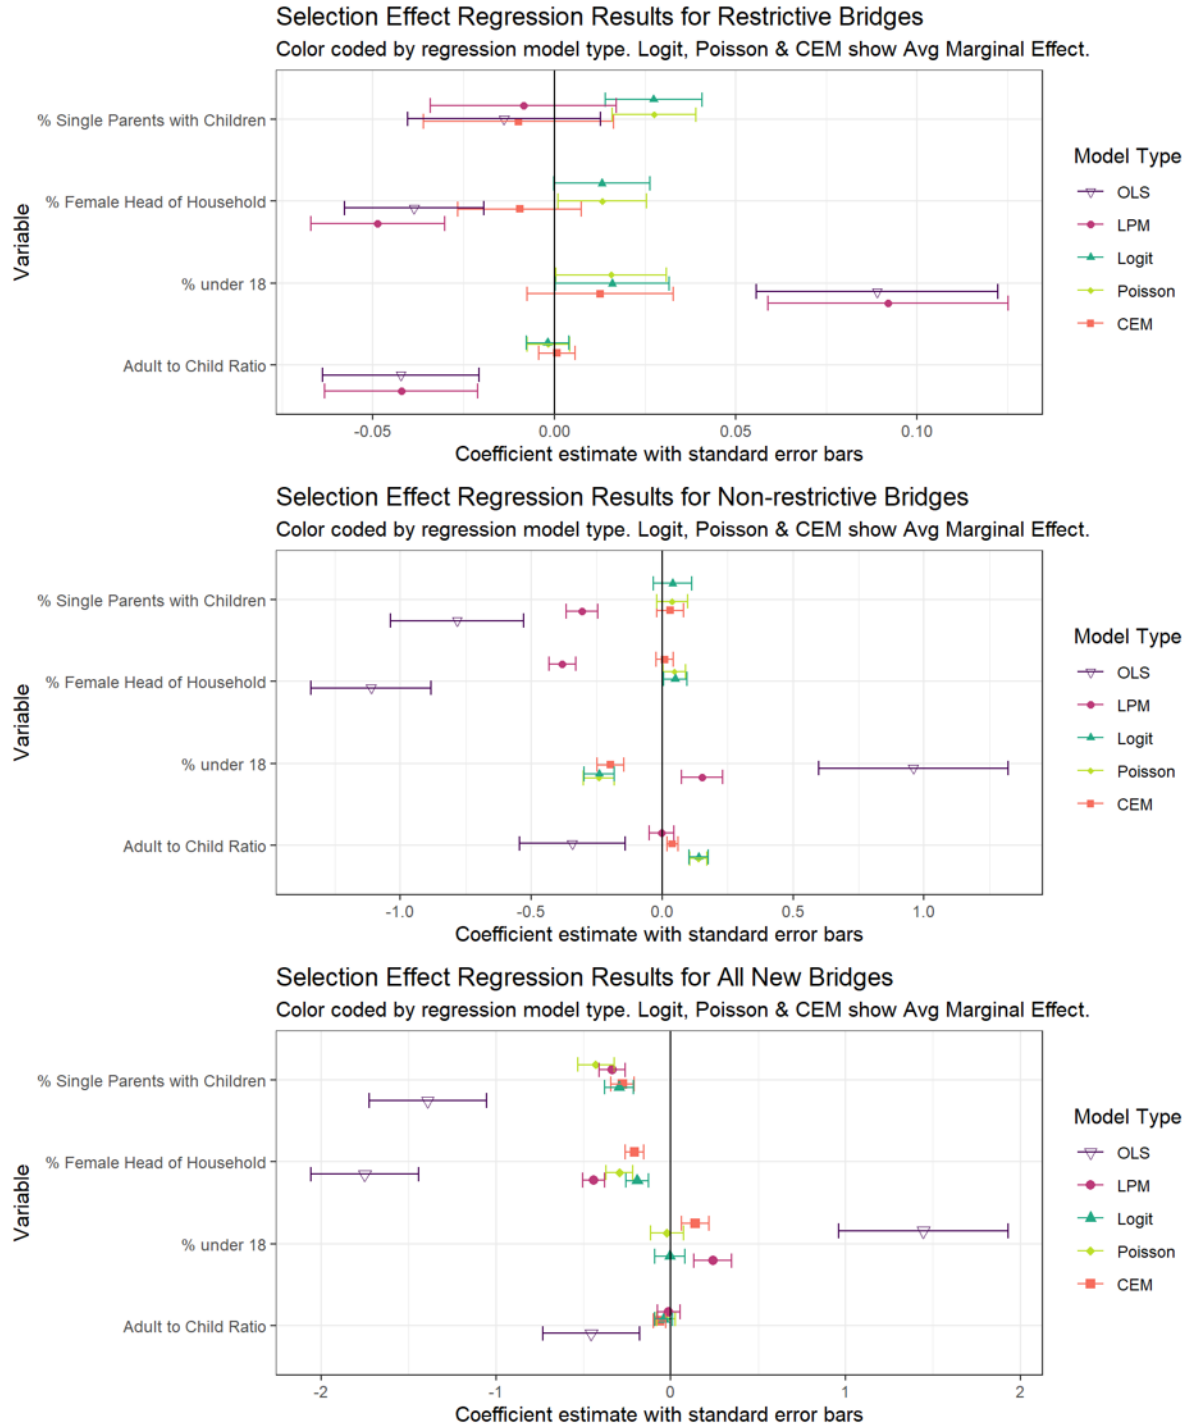 Selection Effect Regression Results for Restrictive Bridges
Color coded by regression model type. Logit, Poisson & CEM show Avg Marginal Effect.
Variable
% Single Parents with Children
% Female Head of Household
% under 18
Adult to Child Ratio
-0.05 0.00 0.05 0.10
Coefficient estimate with standard error bars
Model Type
OLS
LPM
Logit
Poisson
CEM
Selection Effect Regression Results for Non-restrictive Bridges
Color coded by regression model type. Logit, Poisson & CEM show Avg Marginal Effect.
Variable
% Single Parents with Children
% Female Head of Household
% under 18
Adult to Child Ratio
-1.0 -0.5 0.0 0.5 1.0
Coefficient estimate with standard error bars
Model Type
OLS
LPM
Logit
Poisson
CEM
Selection Effect Regression Results for All New Bridges
Color coded by regression model type. Logit, Poisson & CEM show Avg Marginal Effect.
Variable
% Single Parents with Children
% Female Head of Household
% under 18
Adult to Child Ratio
-2 -1 0 1 2
Coefficient estimate with standard error bars
Model Type
OLS
LPM
Logit
Poisson
CEM